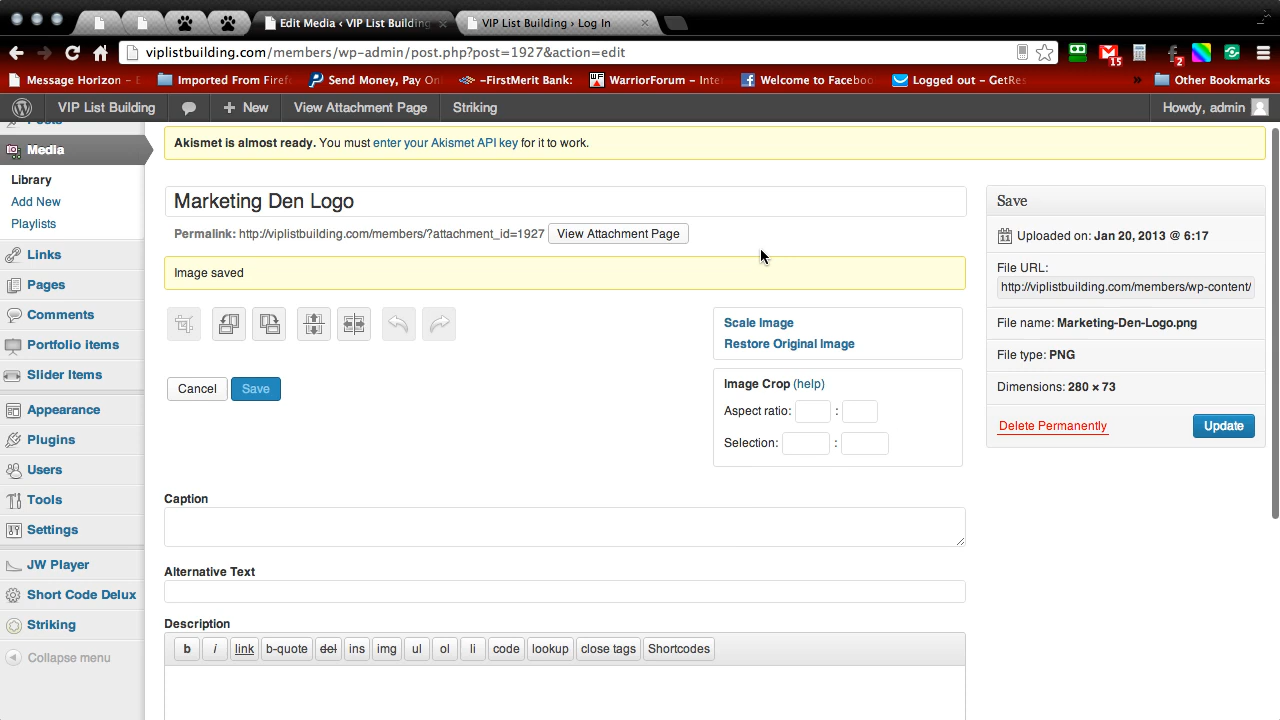 Edit Media < VIP List Building
VIP List Building › Log In
viplistbuilding.com/members/wp-admin/post.php?post=1927&action=edit
15
2
Message Horizon – E
Imported From Firef
Send Money, Pay On
–FirstMerit Bank:
WarriorForum – Inte
Welcome to Faceboo
Logged out – GetRes
» Other Bookmarks
VIP List Building
+ New
View Attachment Page
Striking
Howdy, admin
Posts
Media
Library
Add New
Playlists
Links
Pages
Comments
Portfolio items
Slider Items
Appearance
Plugins
Users
Tools
Settings
JW Player
Short Code Delux
Striking
Collapse menu
Akismet is almost ready. You must enter your Akismet API key for it to work.
Marketing Den Logo
Permalink: http://viplistbuilding.com/members/?attachment_id=1927 View Attachment Page
Image saved
Cancel Save
Scale Image
Restore Original Image
Image Crop (help)
Aspect ratio: :
Selection: :
Caption
Alternative Text
Description
b i link b-quote del ins img ul ol li code lookup close tags Shortcodes
Save
Uploaded on: Jan 20, 2013 @ 6:17
File URL:
http://viplistbuilding.com/members/wp-content/
File name: Marketing-Den-Logo.png
File type: PNG
Dimensions: 280 × 73
Delete Permanently Update